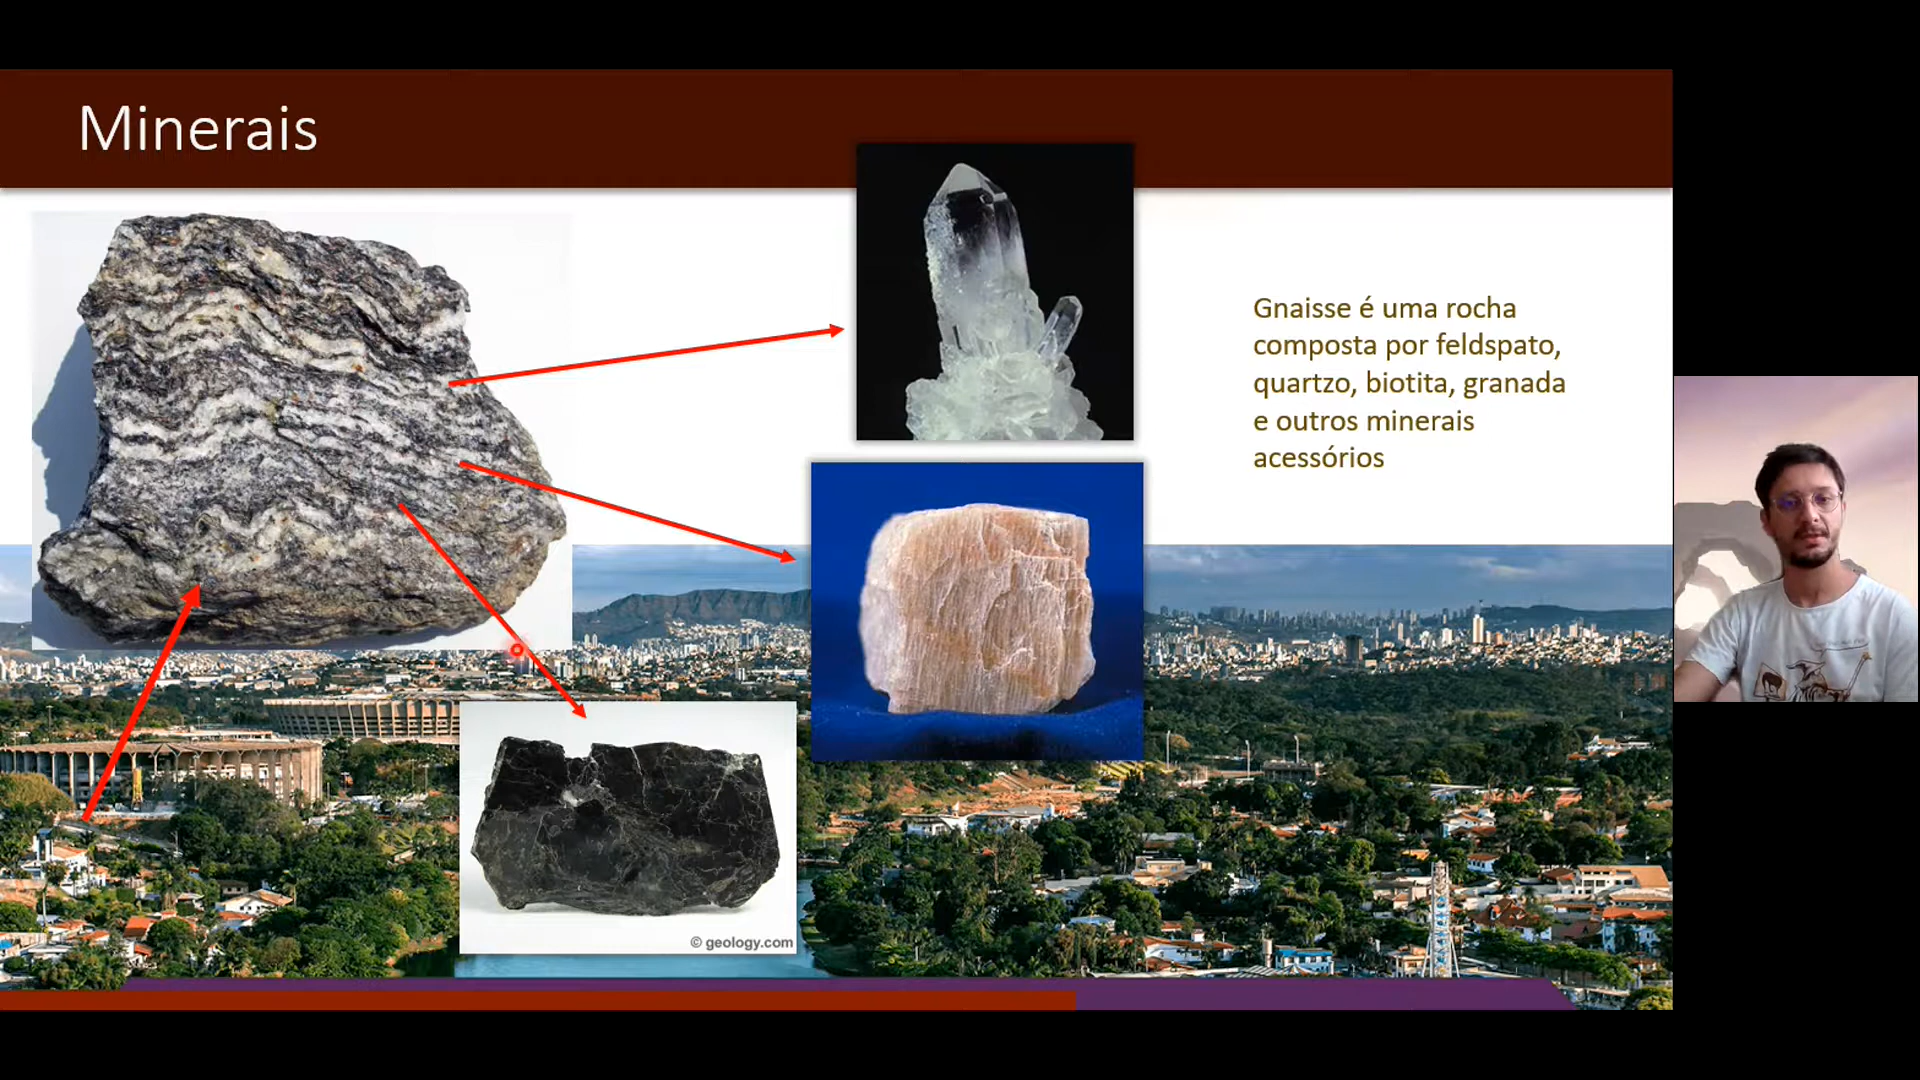 Minerais
Gnaisse é uma rocha
composta por feldspato,
quartzo, biotita, granada
e outros minerais
acessórios
© geology.com